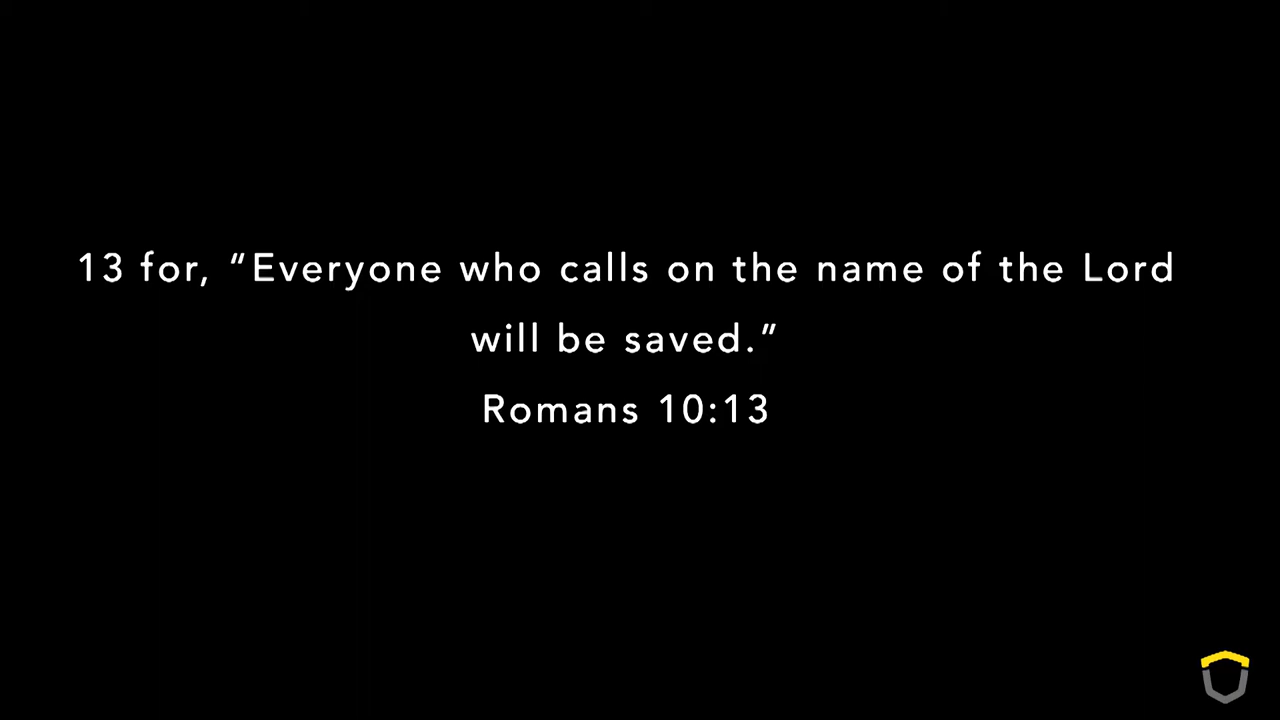 13 for, “Everyone who calls on the name of the Lord
will be saved.”
Romans 10:13